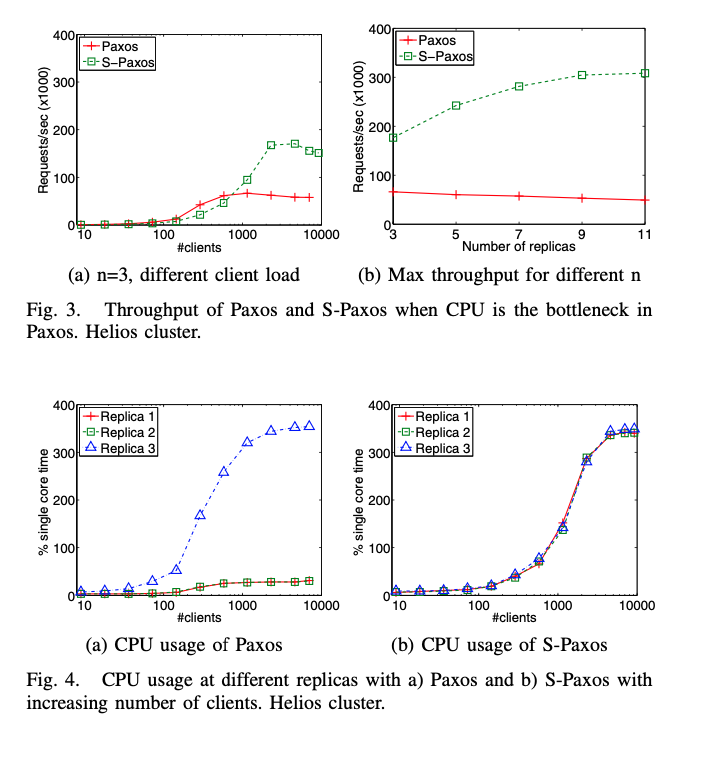 400
300
200
100
0
Requests/sec (x1000)
Paxos
S−Paxos
10
100
1000
10000
#clients
400
300
200
100
0
Requests/sec (x1000)
Paxos
S−Paxos
3
5
7
9
11
Number of replicas
(a) n=3, different client load
(b) Max throughput for different n
Fig. 3. Throughput of Paxos and S-Paxos when CPU is the bottleneck in
Paxos. Helios cluster.
400
300
200
100
0
% single core time
Replica 1
Replica 2
Replica 3
10
100
1000
10000
#clients
400
300
200
100
0
% single core time
Replica 1
Replica 2
Replica 3
10
100
1000
10000
#clients
(a) CPU usage of Paxos
(b) CPU usage of S-Paxos
Fig. 4. CPU usage at different replicas with a) Paxos and b) S-Paxos with
increasing number of clients. Helios cluster.